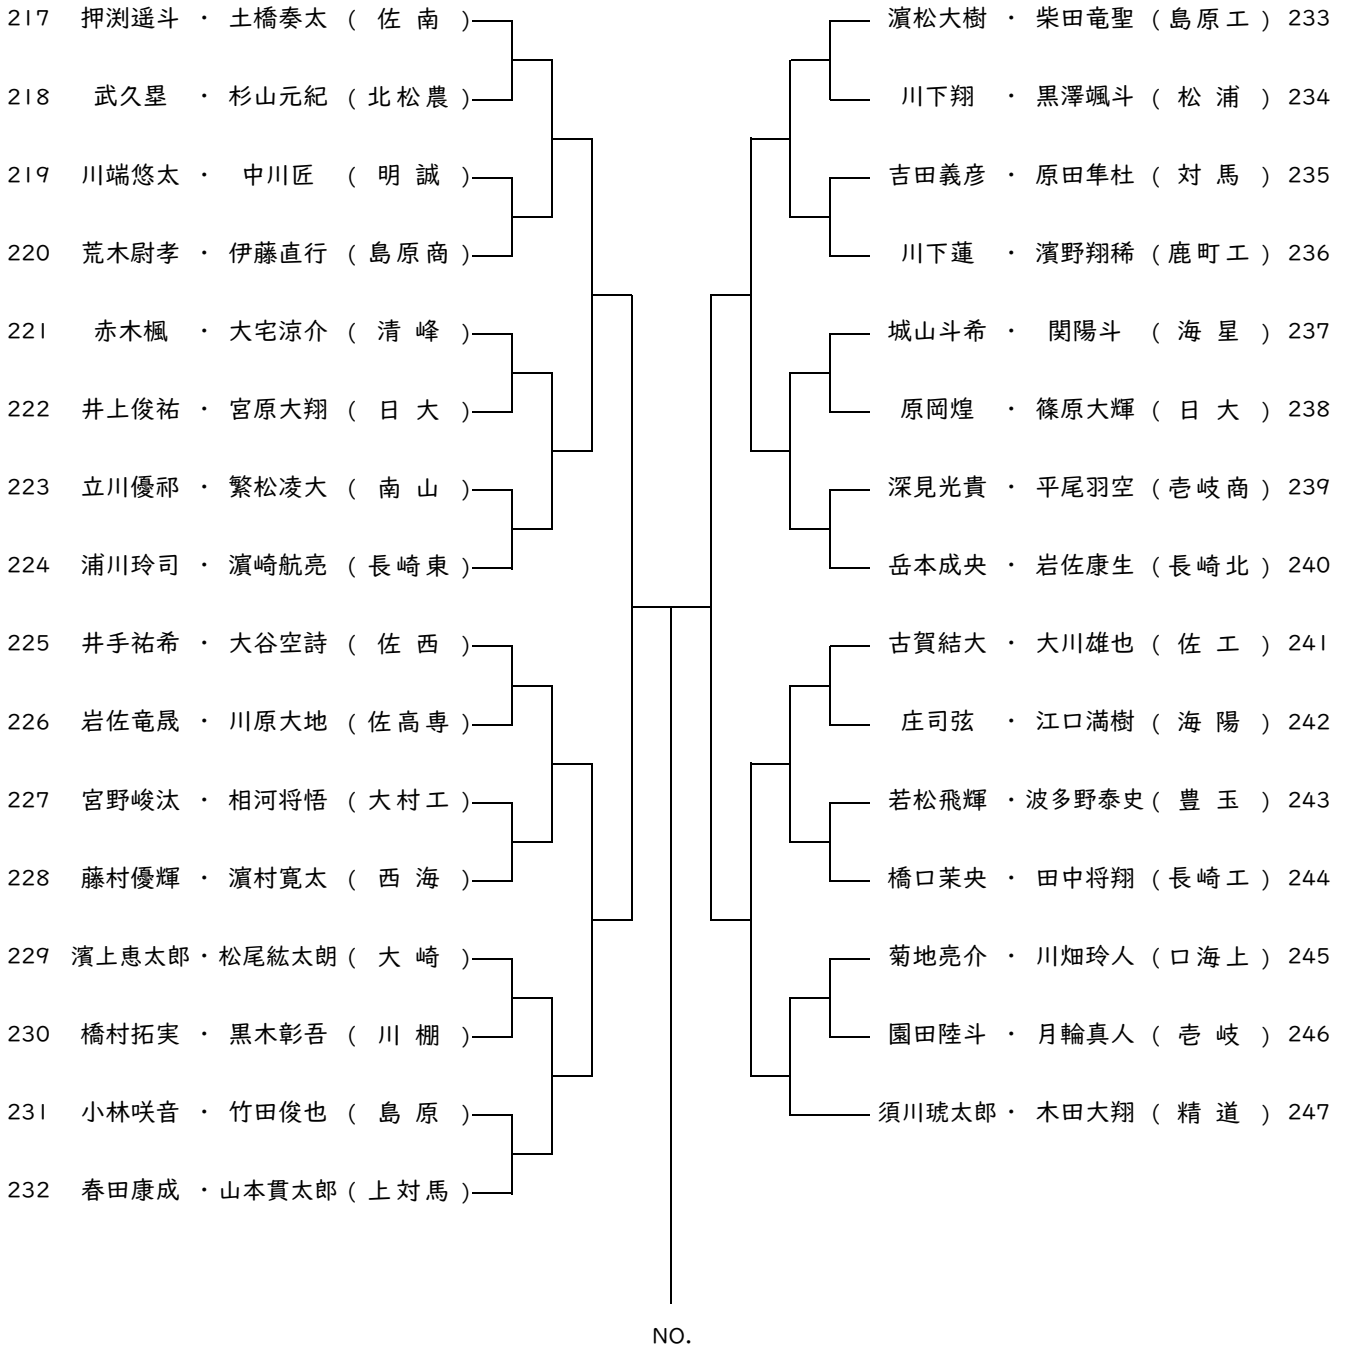 217 押渕遥斗 ・ 土橋奏太 ( 佐 南 )
218 武久塁 ・ 杉山元紀 ( 北松農 )
219 川端悠太 ・ 中川匠 ( 明 誠 )
220 荒木尉孝 ・ 伊藤直行 ( 島原商 )
221 赤木楓 ・ 大宅涼介 ( 清 峰 )
222 井上俊祐 ・ 宮原大翔 ( 日 大 )
223 立川優祁 ・ 繁松凌大 ( 南 山 )
224 浦川玲司 ・ 濵崎航亮 ( 長崎東 )
225 井手祐希 ・ 大谷空詩 ( 佐 西 )
226 岩佐竜晟 ・ 川原大地 ( 佐高専 )
227 宮野峻汰 ・ 相河将悟 ( 大村工 )
228 藤村優輝 ・ 濵村寛太 ( 西 海 )
229 濱上恵太郎 ・ 松尾紘太朗 ( 大 崎 )
230 橋村拓実 ・ 黒木彰吾 ( 川 棚 )
231 小林咲音 ・ 竹田俊也 ( 島 原 )
232 春田康成 ・ 山本貫太郎 ( 上対馬 )
濵松大樹 ・ 柴田竜聖 ( 島原工 ) 233
川下翔 ・ 黒澤颯斗 ( 松 浦 ) 234
吉田義彦 ・ 原田隼杜 ( 対 馬 ) 235
川下蓮 ・ 濵野翔稀 ( 鹿町工 ) 236
城山斗希 ・ 関陽斗 ( 海 星 ) 237
原岡煌 ・ 篠原大輝 ( 日 大 ) 238
深見光貴 ・ 平尾羽空 ( 壱岐商 ) 239
岳本成央 ・ 岩佐康生 ( 長崎北 ) 240
古賀結大 ・ 大川雄也 ( 佐 工 ) 241
庄司弦 ・ 江口満樹 ( 海 陽 ) 242
若松飛輝 ・ 波多野泰史 ( 豊 玉 ) 243
橋口茉央 ・ 田中将翔 ( 長崎工 ) 244
菊地亮介 ・ 川畑玲人 ( 口海上 ) 245
園田陸斗 ・ 月輪真人 ( 壱 岐 ) 246
須川琥太郎 ・ 木田大翔 ( 精 道 ) 247
NO.